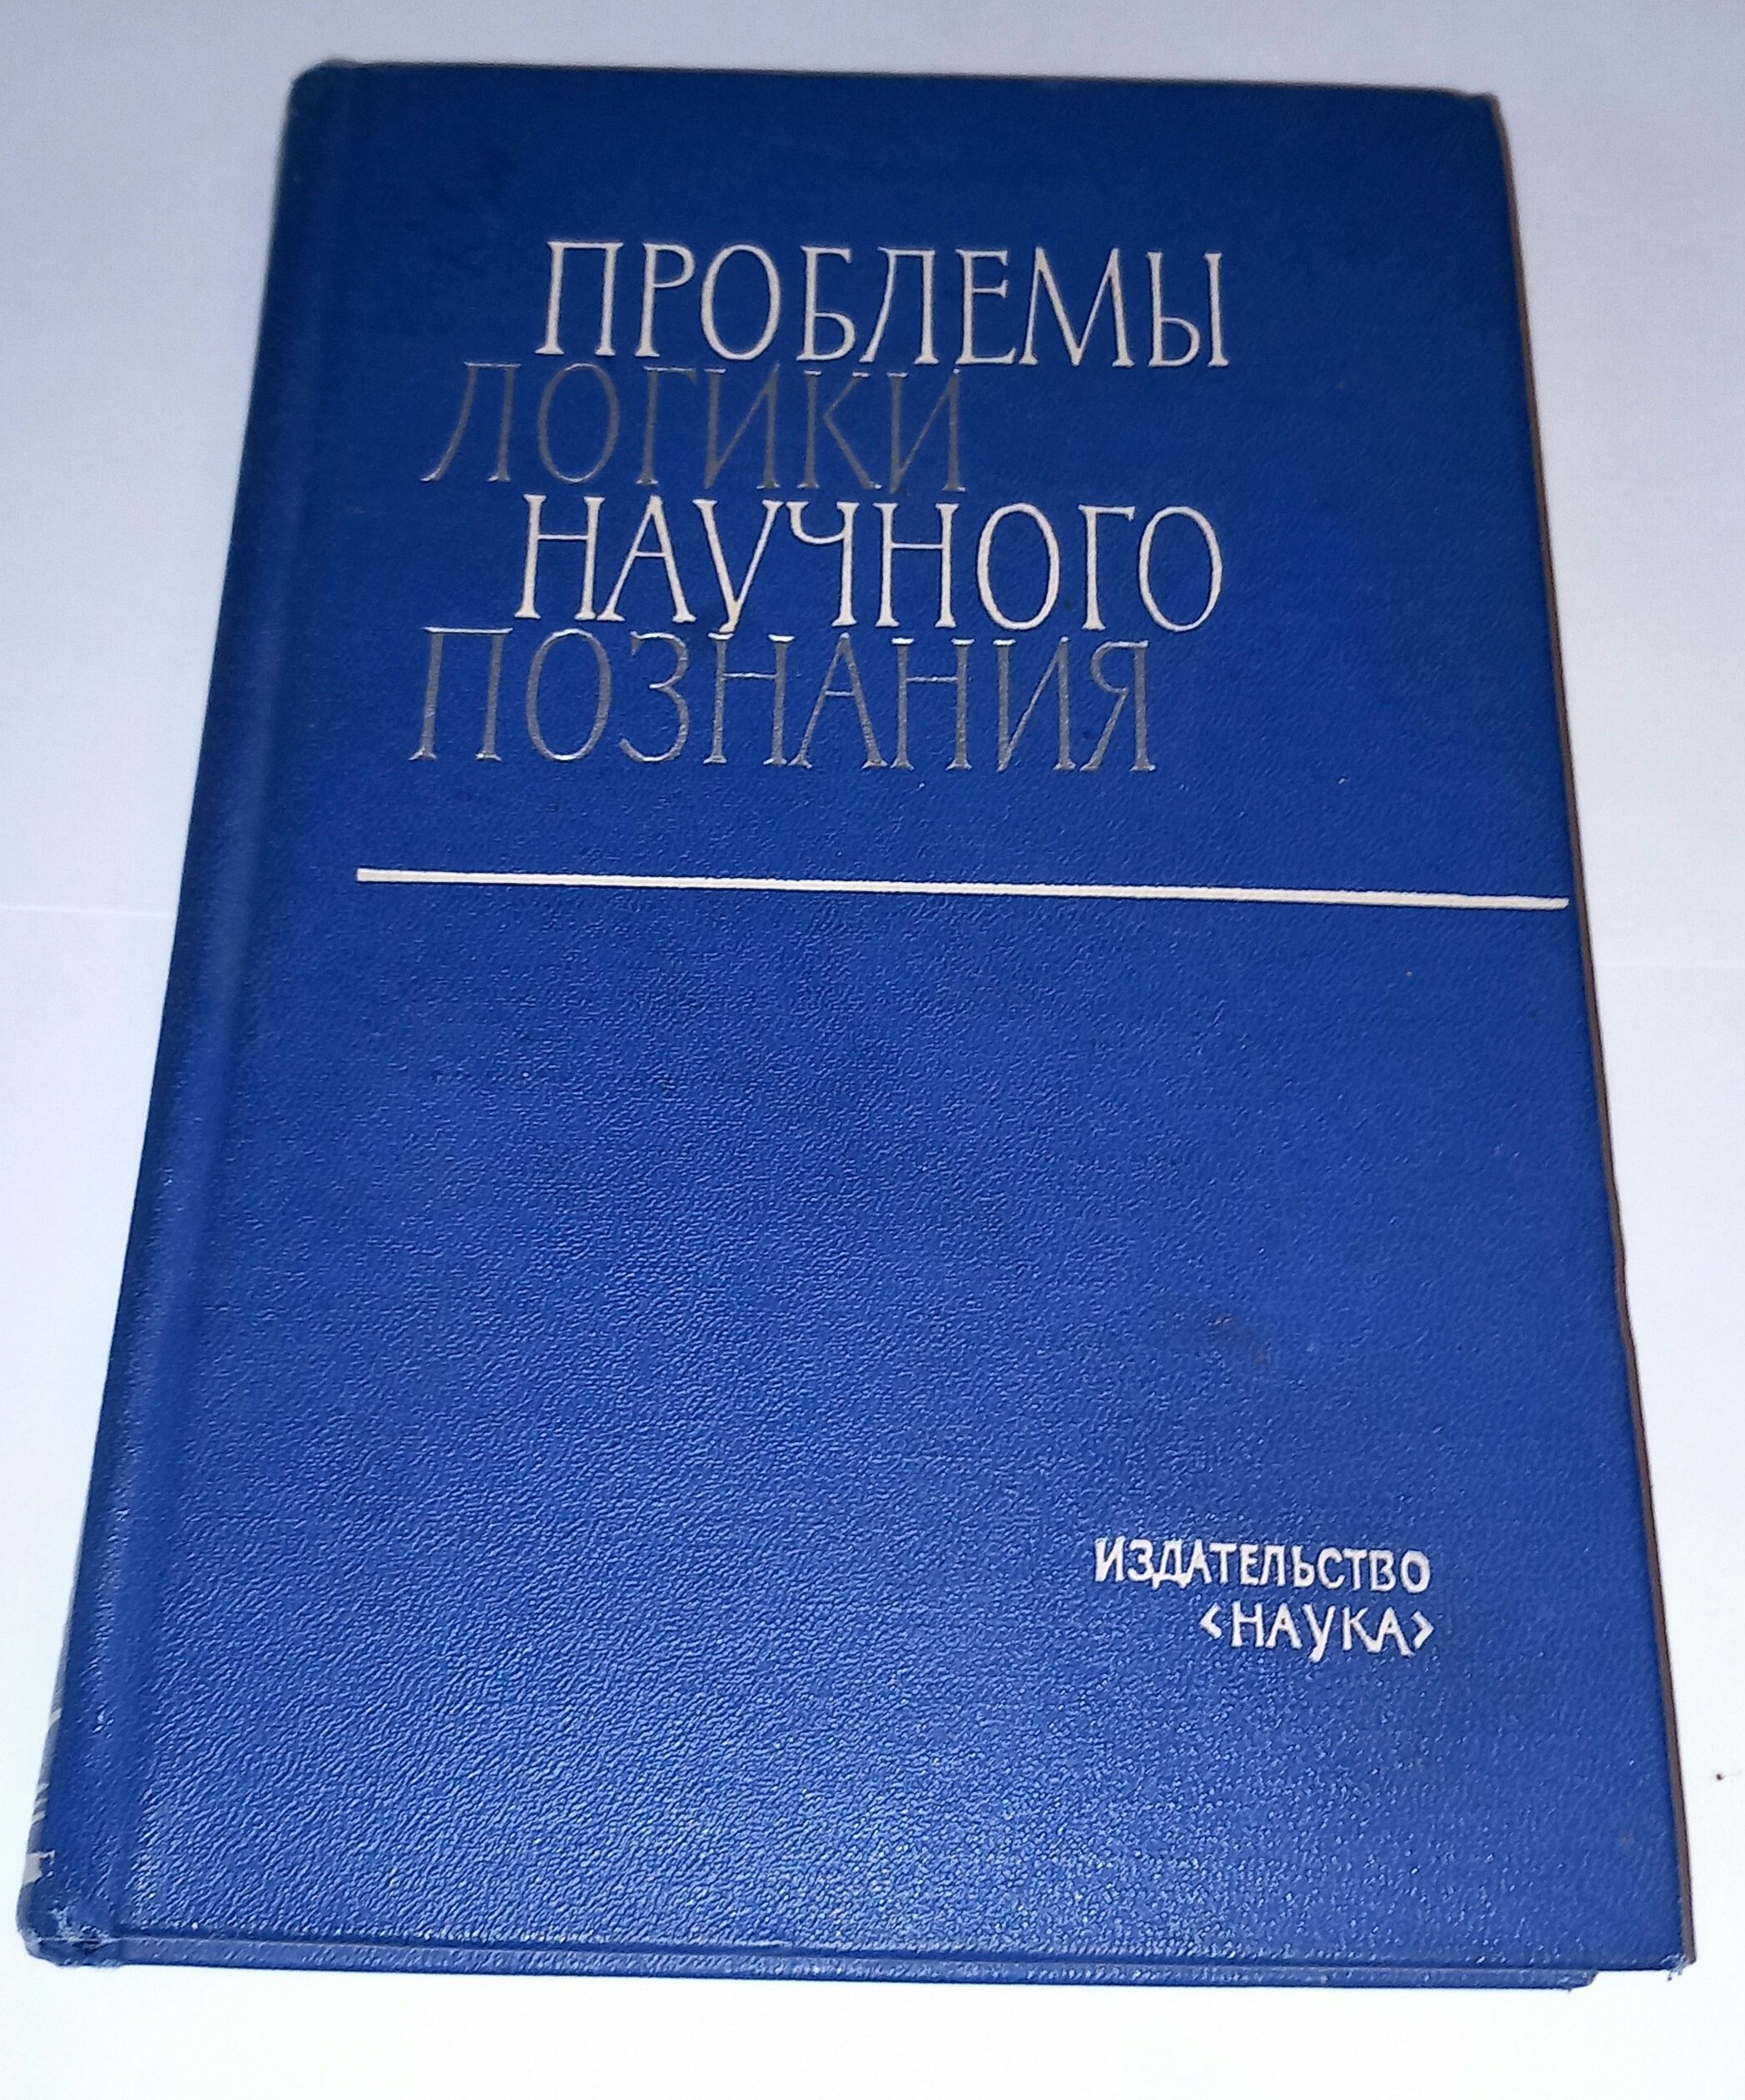 ПРОБЛЕМЫ
ЛОГИКИ
НАУЧНОГО
ПОЗНАНИЯ
ИЗДАТЕЛЬСТВО
<НАУКА>